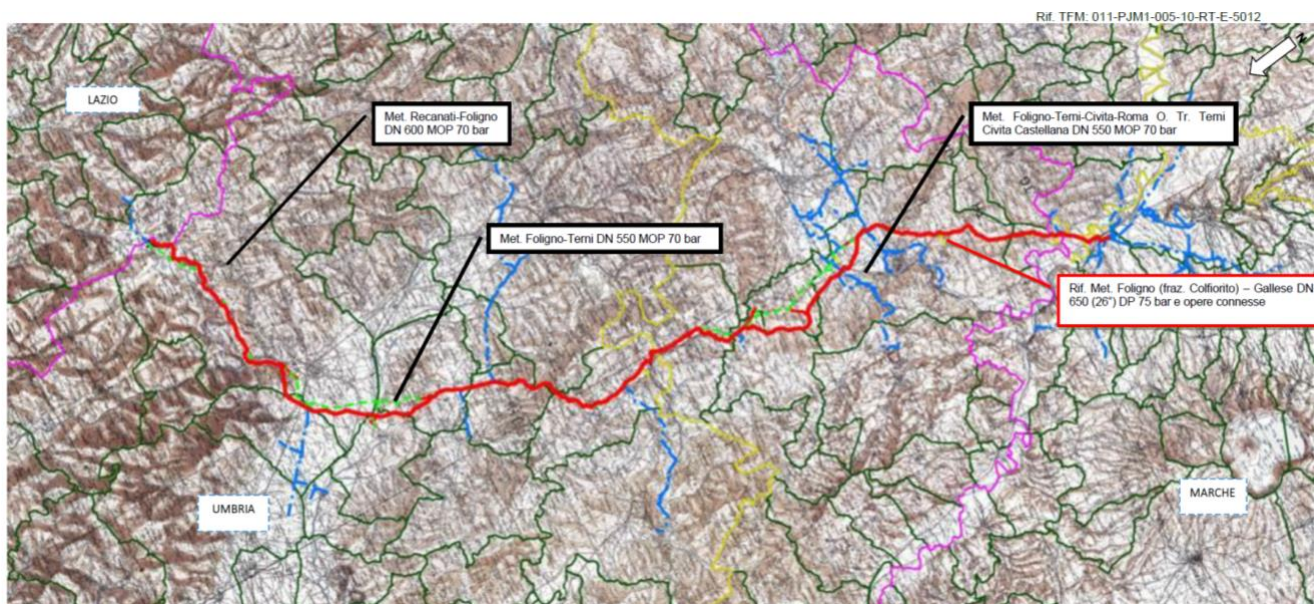 Rif. TFM: 011-PJM1-005-10-RT-E-5012
LAZIO
Met. Recanati-Foligno
DN 600 MOP 70 bar
Met. Foligno-Terni-Civita-Roma O. Tr. Terni
Civita Castellana DN 550 MOP 70 bar
Met. Foligno-Terni DN 550 MOP 70 bar
Rif. Met. Foligno (fraz. Colfiorito) – Gallese DN
650 (26") DP 75 bar e opere connesse
UMBRIA
MARCHE